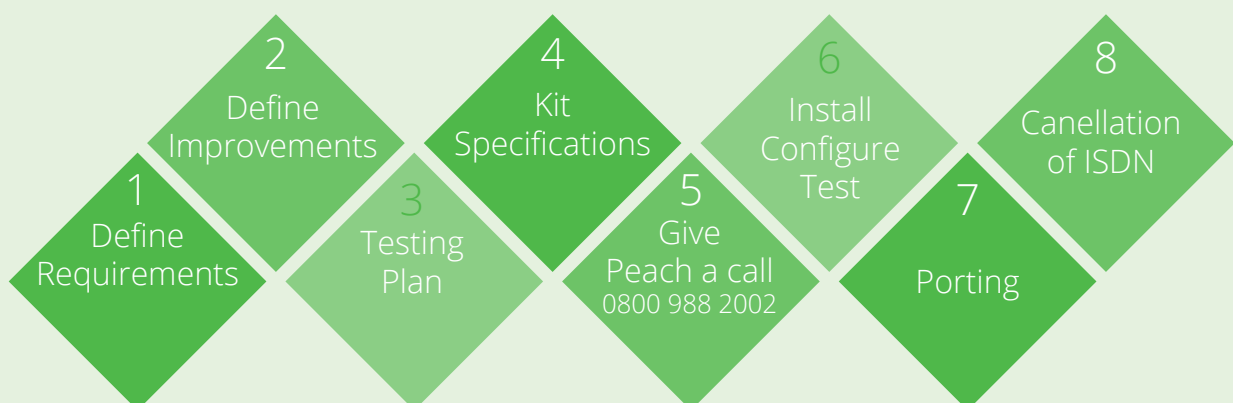 1
Define
Requirements
2
Define
Improvements
3
Testing
Plan
4
Kit
Specifications
5
Give
Peach a call
0800 988 2002
6
Install
Configure
Test
7
Porting
8
Canellation
of ISDN